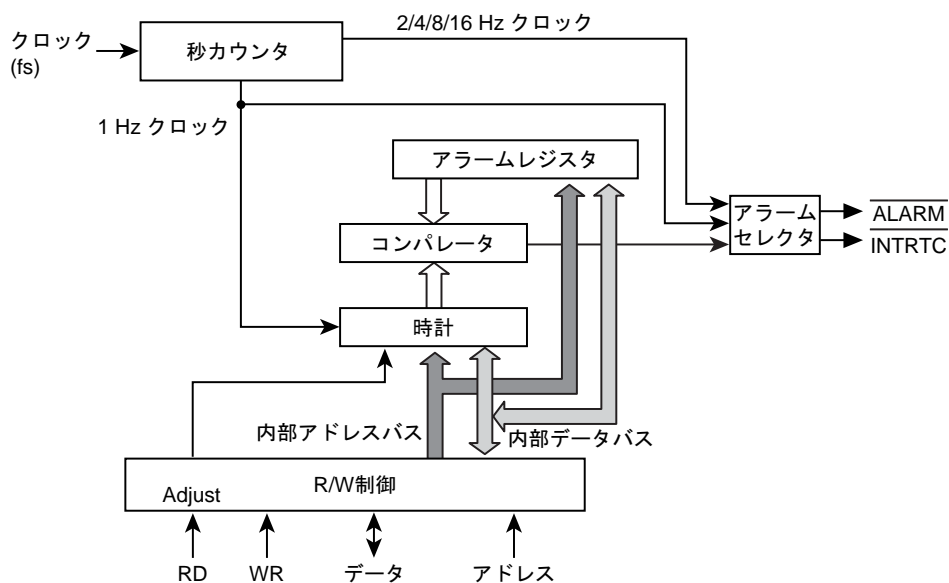 2/4/8/16 Hz クロック
クロック
(fs)
秒カウンタ
1 Hz クロック
アラームレジスタ
コンパレータ
アラーム
セレクタ
ALARM
INTRTC
時計
内部アドレスバス
内部データバス
R/W制御
Adjust
RD
WR
データ
アドレス